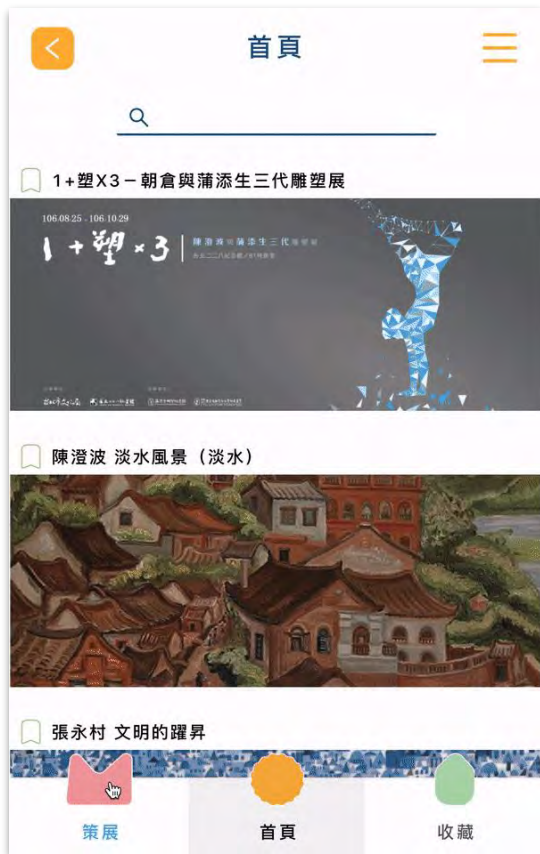 首頁
1+塑X3－朝倉與蒲添生三代雕塑展
106.08.25 - 106.10.29
1+塑×3
陳澄波 淡水風景（淡水）
張永村 文明的躍昇
策展
首頁
收藏